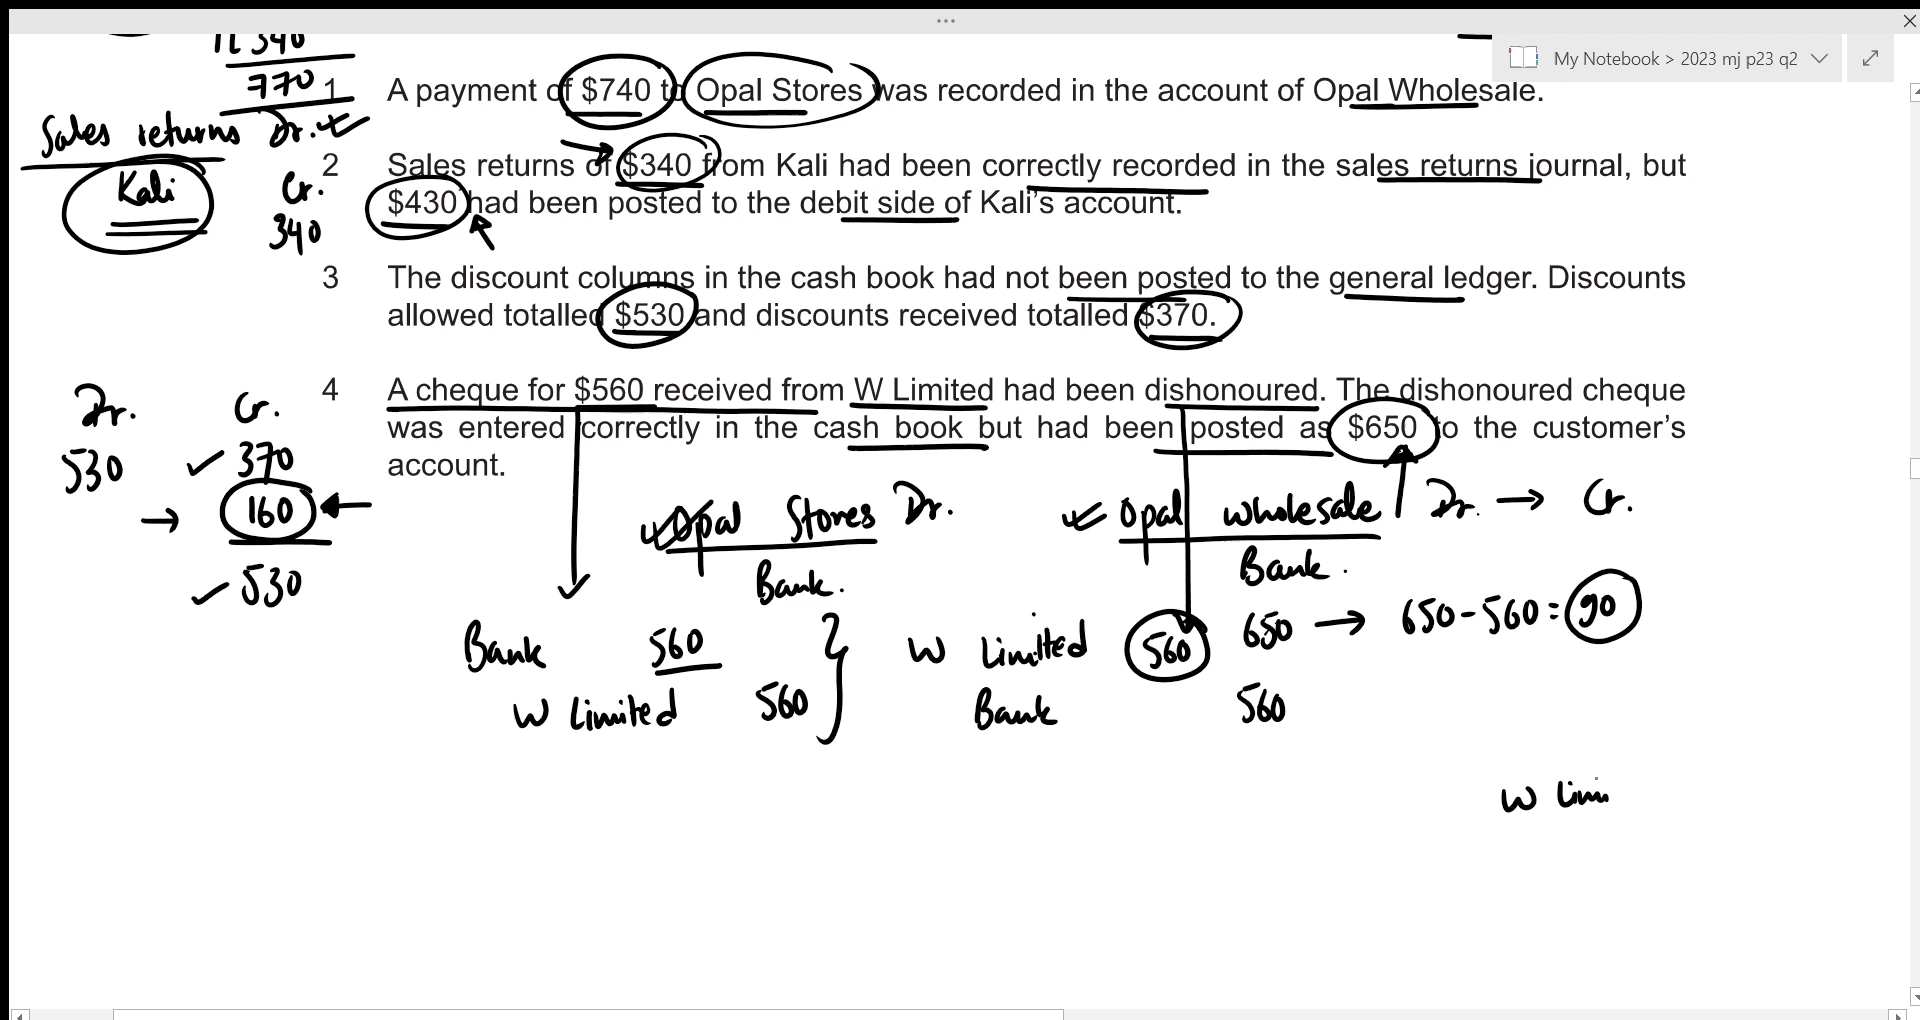 ...
My Notebook > 2023 mj p23 q2
12 340
770
1 A payment of $740 to Opal Stores was recorded in the account of Opal Wholesale.
Sales returns Dr.
2 Sales returns of $340 from Kali had been correctly recorded in the sales returns journal, but
$430 had been posted to the debit side of Kali's account.
Kali Cr.
340
3 The discount columns in the cash book had not been posted to the general ledger. Discounts
allowed totalled $530 and discounts received totalled $370.
4 A cheque for $560 received from W Limited had been dishonoured. The dishonoured cheque
was entered correctly in the cash book but had been posted as $650 to the customer's
account.
Dr. Cr.
530 370
→ 160 ←
530
Opal Stores Dr.
Bank.
Opal wholesale Dr. → Cr.
Bank.
Bank 560
W Limited 560
W Limited 560 650 → 650-560=90
Bank 560
W Limi